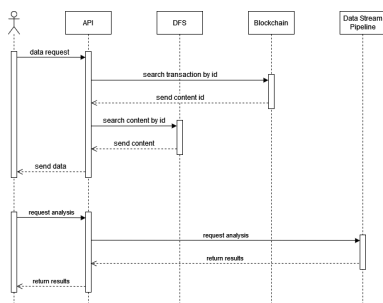 API
DFS
Blockchain
Data Stream
Pipeline
data request
search transaction by id
send content id
search content by id
send content
send data
request analysis
request analysis
return results
return results